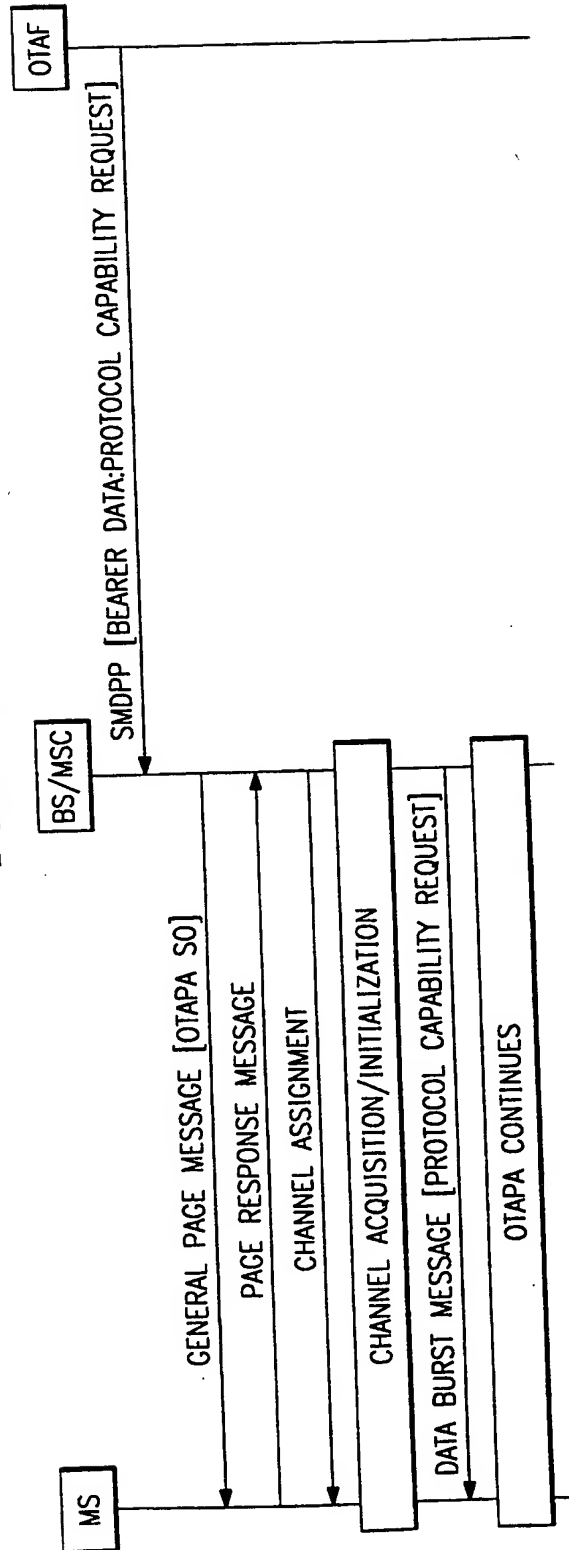 MS
BS/MSC
OTAF
SMDPP [BEARER DATA:PROTOCOL CAPABILITY REQUEST]
GENERAL PAGE MESSAGE [OTAPA SO]
PAGE RESPONSE MESSAGE
CHANNEL ASSIGNMENT
CHANNEL ACQUISITION/INITIALIZATION
DATA BURST MESSAGE [PROTOCOL CAPABILITY REQUEST]
OTAPA CONTINUES